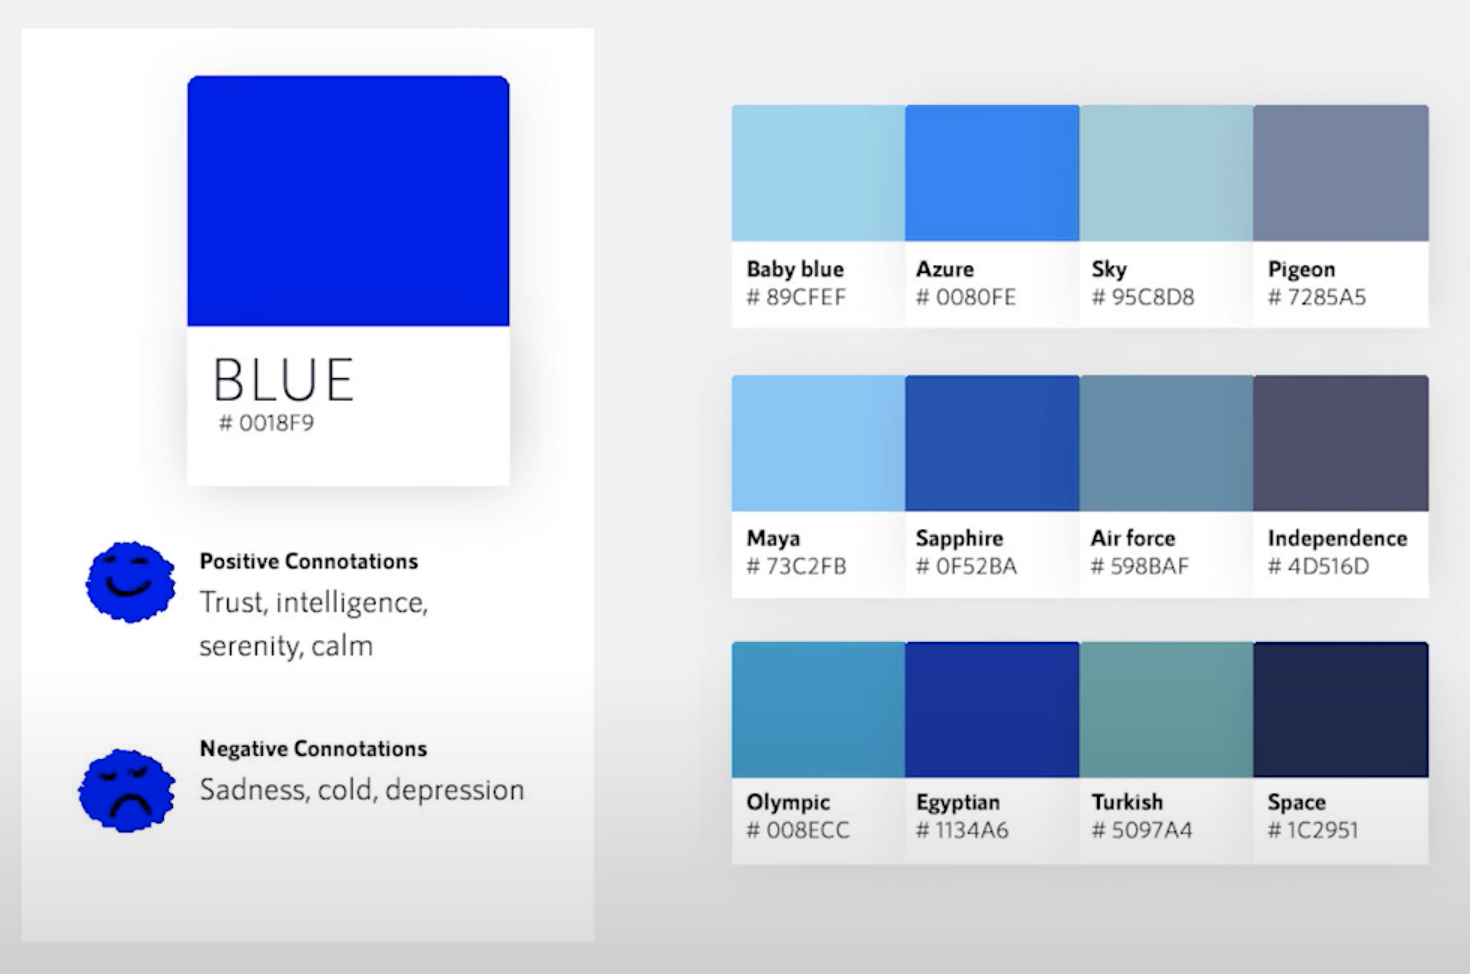 BLUE
# 0018F9
Positive Connotations
Trust, intelligence,
serenity, calm
Negative Connotations
Sadness, cold, depression
Baby blue
# 89CFEF
Azure
# 0080FE
Sky
# 95C8D8
Pigeon
# 7285A5
Maya
# 73C2FB
Sapphire
# 0F52BA
Air force
# 598BAF
Independence
# 4D516D
Olympic
# 008ECC
Egyptian
# 1134A6
Turkish
# 5097A4
Space
# 1C2951